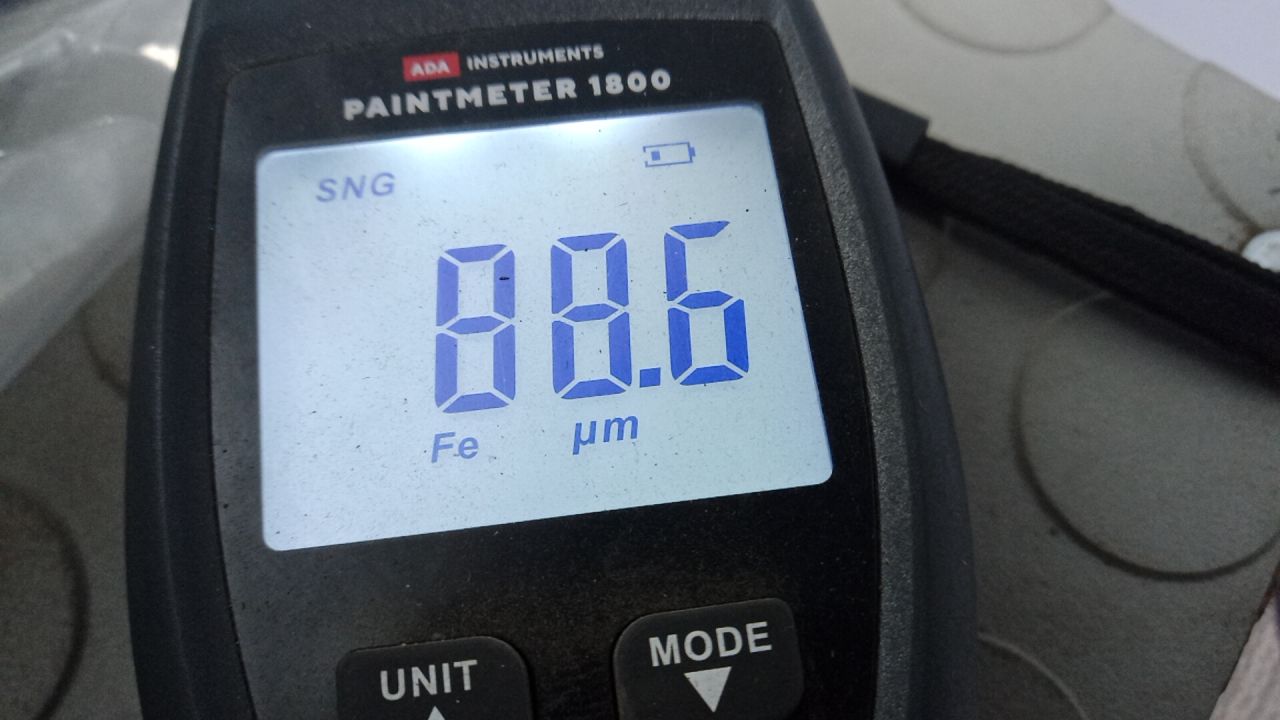 ADA INSTRUMENTS
PAINTMETER 1800
SNG
88.6
Fe µm
UNIT
MODE